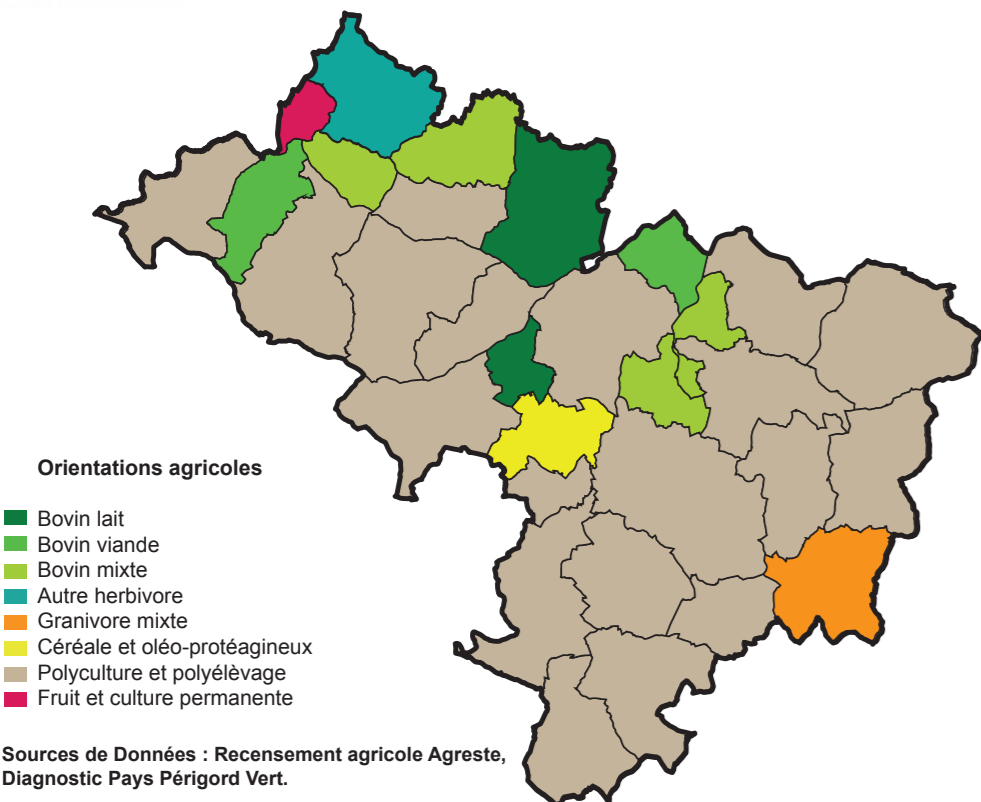 Orientations agricoles
Bovin lait
Bovin viande
Bovin mixte
Autre herbivore
Granivore mixte
Céréale et oléo-protéagineux
Polyculture et polyélèvage
Fruit et culture permanente
Sources de Données : Recensement agricole Agreste,
Diagnostic Pays Périgord Vert.